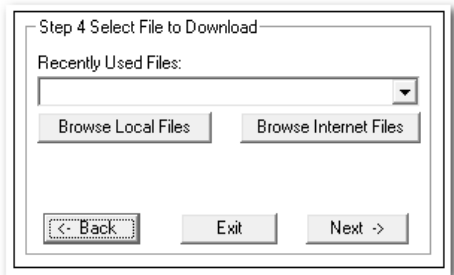 Step 4 Select File to Download
Recently Used Files:
Browse Local Files Browse Internet Files
<- Back Exit Next ->